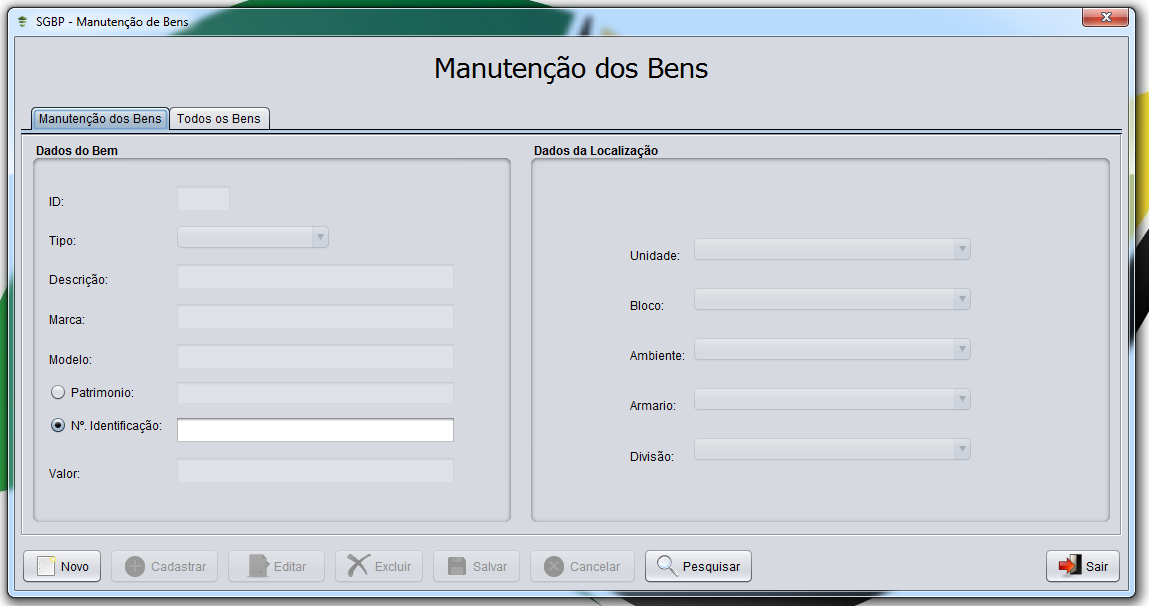 SGBP - Manutenção de Bens
Manutenção dos Bens
Manutenção dos Bens
Todos os Bens
Dados do Bem
ID:
Tipo:
Descrição:
Marca:
Modelo:
Patrimonio:
Nº. Identificação:
Valor:
Dados da Localização
Unidade:
Bloco:
Ambiente:
Armario:
Divisão:
Novo
Cadastrar
Editar
Excluir
Salvar
Cancelar
Pesquisar
Sair